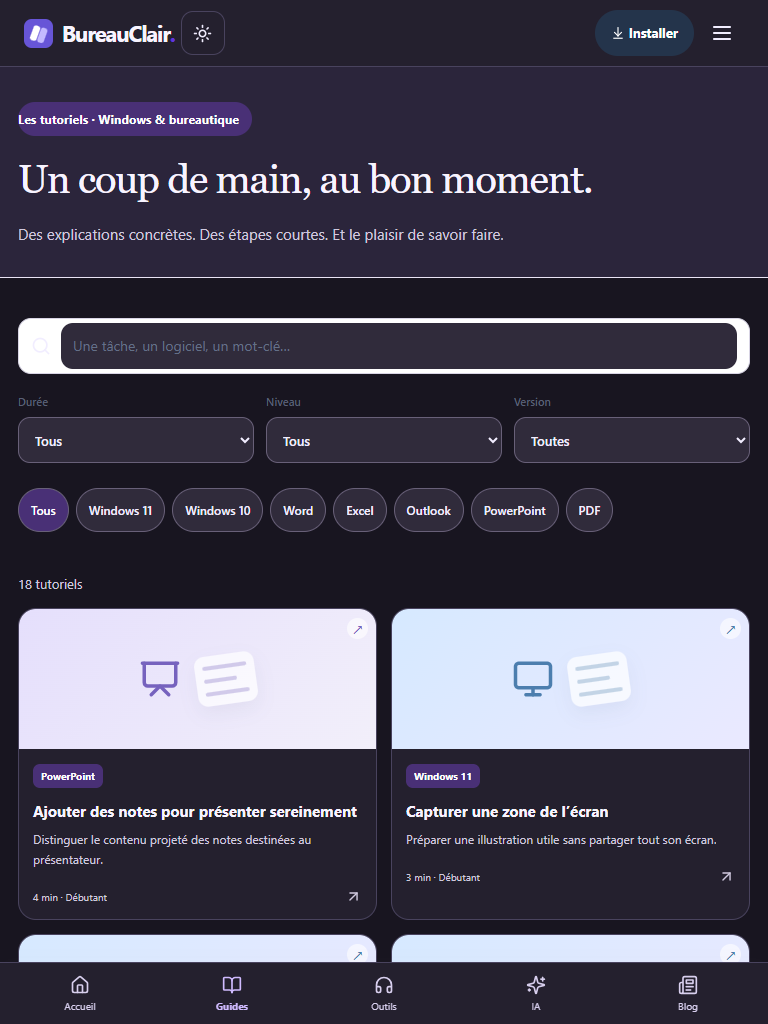 BureauClair.
Installer
Les tutoriels · Windows & bureautique
Un coup de main, au bon moment.
Des explications concrètes. Des étapes courtes. Et le plaisir de savoir faire.
Une tâche, un logiciel, un mot-clé…
Durée
Niveau
Version
Tous
Tous
Toutes
Tous
Windows 11
Windows 10
Word
Excel
Outlook
PowerPoint
PDF
18 tutoriels
PowerPoint
Ajouter des notes pour présenter sereinement
Distinguer le contenu projeté des notes destinées au
présentateur.
4 min · Débutant
Windows 11
Capturer une zone de l’écran
Préparer une illustration utile sans partager tout son écran.
3 min · Débutant
Accueil
Guides
Outils
IA
Blog